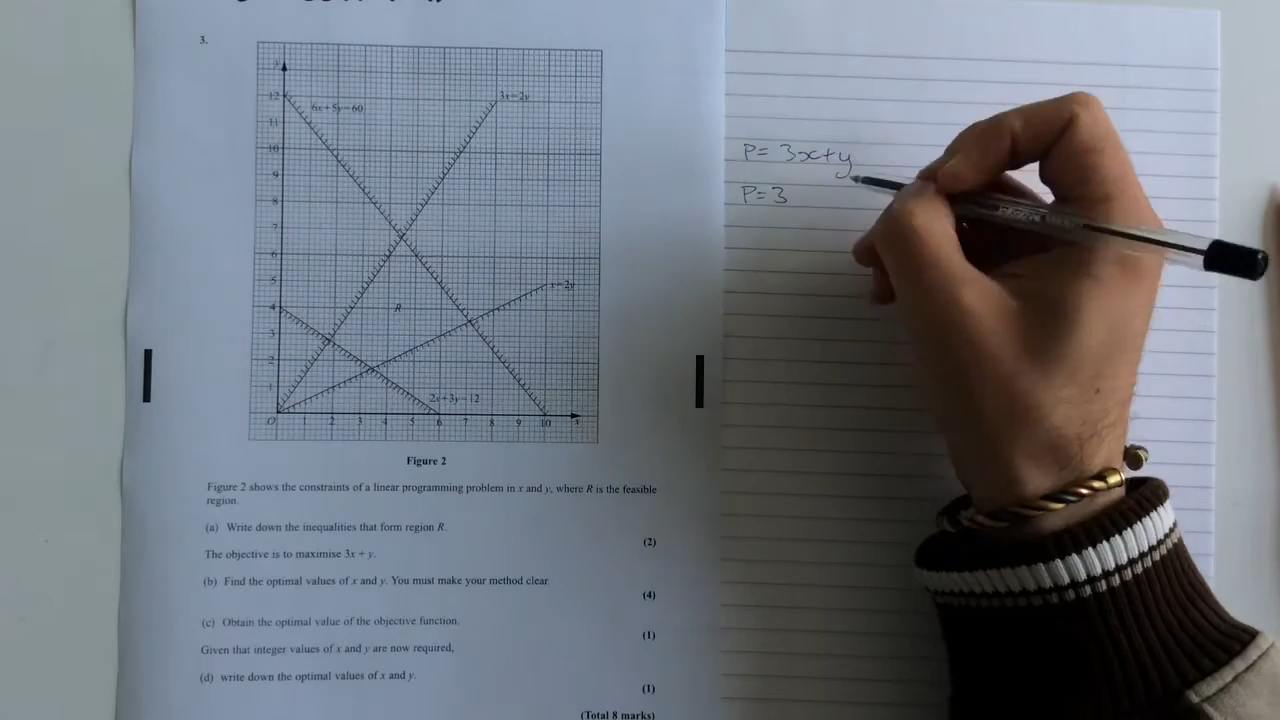 3.
y
12
11
10
9
8
7
6
5
4
3
2
1
O
1 2 3 4 5 6 7 8 9 10 x
6x+5y=60
3x=2y
x=2y
R
2x+3y=12
Figure 2
Figure 2 shows the constraints of a linear programming problem in x and y, where R is the feasible
region.
(a) Write down the inequalities that form region R.
(2)
The objective is to maximise 3x + y.
(b) Find the optimal values of x and y. You must make your method clear.
(4)
(c) Obtain the optimal value of the objective function.
(1)
Given that integer values of x and y are now required,
(d) write down the optimal values of x and y.
(1)
(Total 8 marks)
P = 3x+y
P=3